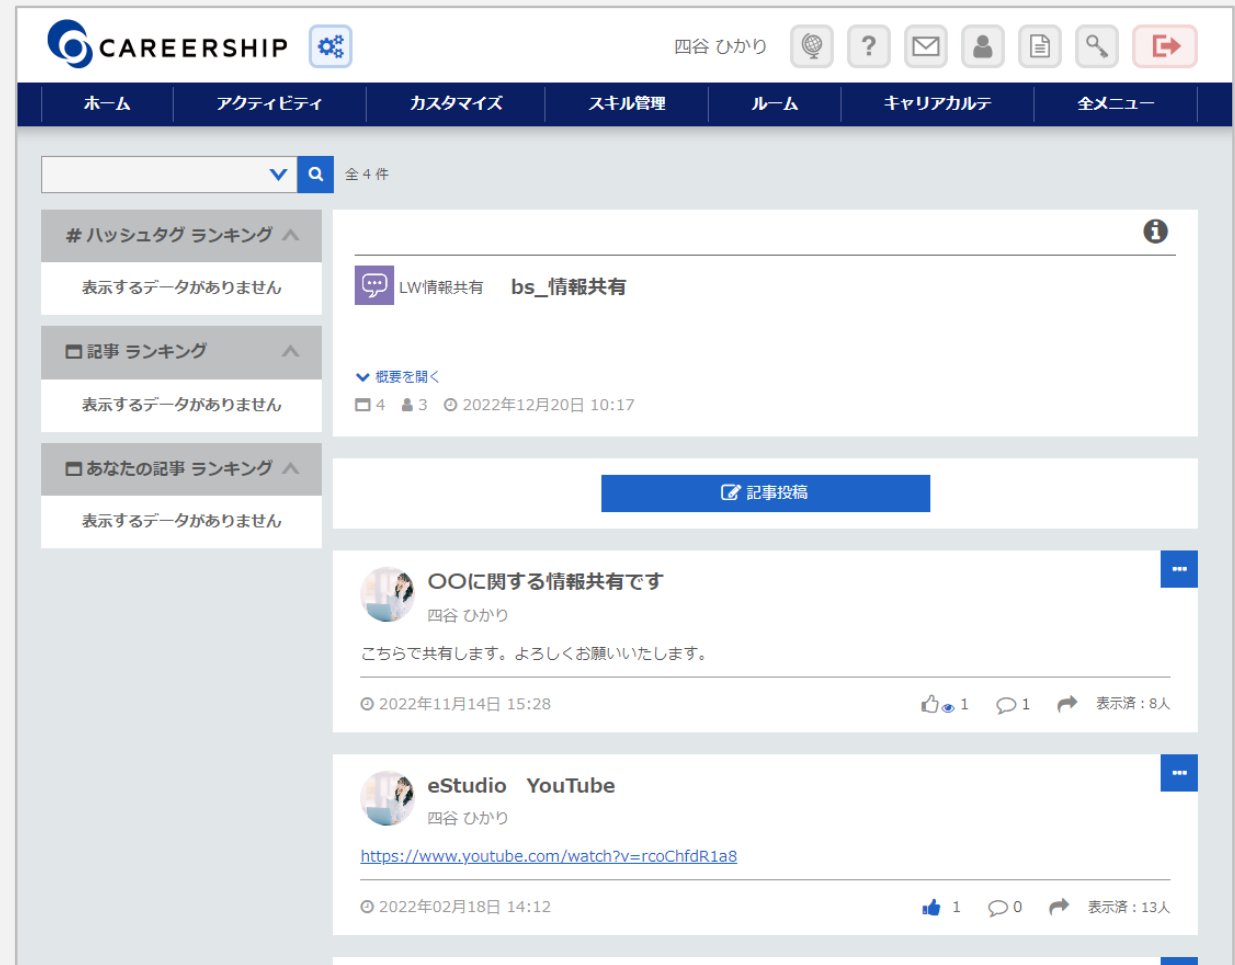 CAREERSHIP
四谷 ひかり
ホーム アクティビティ カスタマイズ スキル管理 ルーム キャリアカルテ 全メニュー
全 4 件
# ハッシュタグ ランキング
表示するデータがありません
記事 ランキング
表示するデータがありません
あなたの記事 ランキング
表示するデータがありません
LW情報共有 bs_情報共有
概要を開く
4 3 2022年12月20日 10:17
記事投稿
〇〇に関する情報共有です
四谷 ひかり
こちらで共有します。よろしくお願いいたします。
2022年11月14日 15:28 1 1 表示済：8人
eStudio　YouTube
四谷 ひかり
https://www.youtube.com/watch?v=rcoChfdR1a8
2022年02月18日 14:12 1 0 表示済：13人